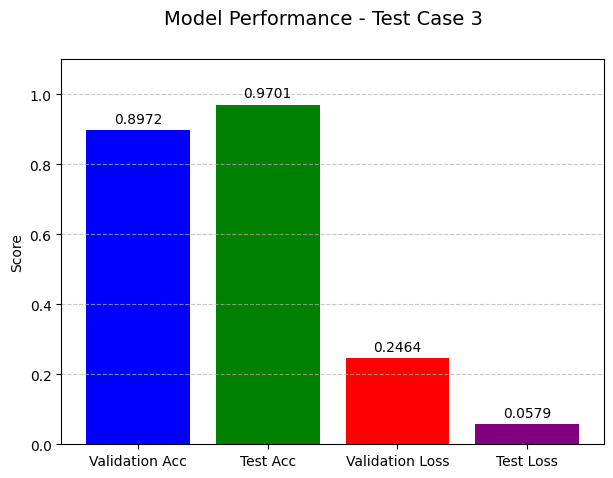 Model Performance - Test Case 3
Score
1.0
0.8
0.6
0.4
0.2
0.0
0.8972
0.9701
0.2464
0.0579
Validation Acc
Test Acc
Validation Loss
Test Loss